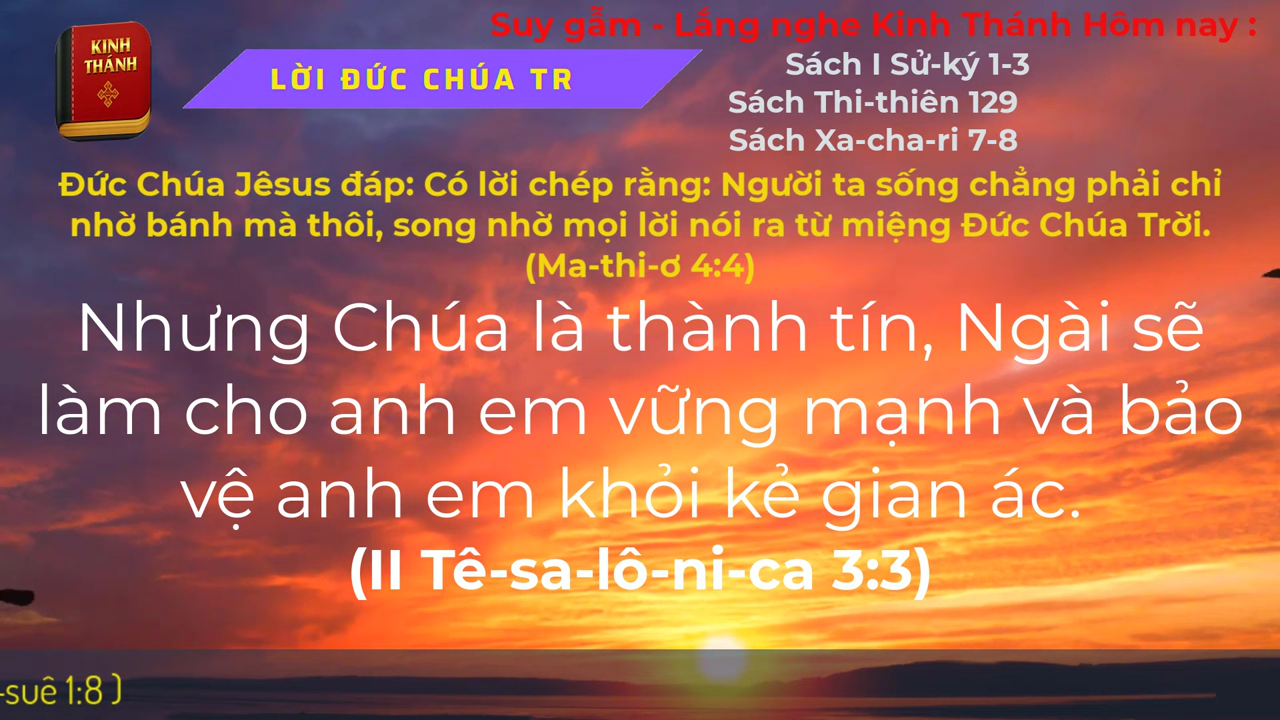 Suy gẫm - Lắng nghe Kinh Thánh Hôm nay :
KINH
THÁNH
LỜI ĐỨC CHÚA TR
Sách I Sử-ký 1-3
Sách Thi-thiên 129
Sách Xa-cha-ri 7-8
Đức Chúa Jêsus đáp: Có lời chép rằng: Người ta sống chẳng phải chỉ
nhờ bánh mà thôi, song nhờ mọi lời nói ra từ miệng Đức Chúa Trời.
(Ma-thi-ơ 4:4)
Nhưng Chúa là thành tín, Ngài sẽ
làm cho anh em vững mạnh và bảo
vệ anh em khỏi kẻ gian ác.
(II Tê-sa-lô-ni-ca 3:3)
-suê 1:8 )